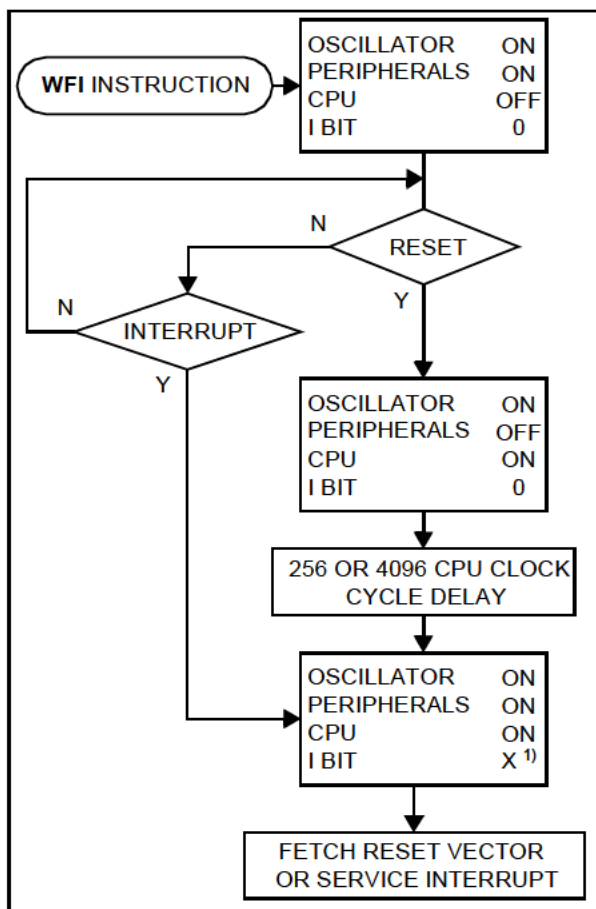 WFI INSTRUCTION
OSCILLATOR ON
PERIPHERALS ON
CPU OFF
I BIT 0
N
RESET
Y
N
INTERRUPT
Y
OSCILLATOR ON
PERIPHERALS OFF
CPU ON
I BIT 0
256 OR 4096 CPU CLOCK
CYCLE DELAY
OSCILLATOR ON
PERIPHERALS ON
CPU ON
I BIT X 1)
FETCH RESET VECTOR
OR SERVICE INTERRUPT